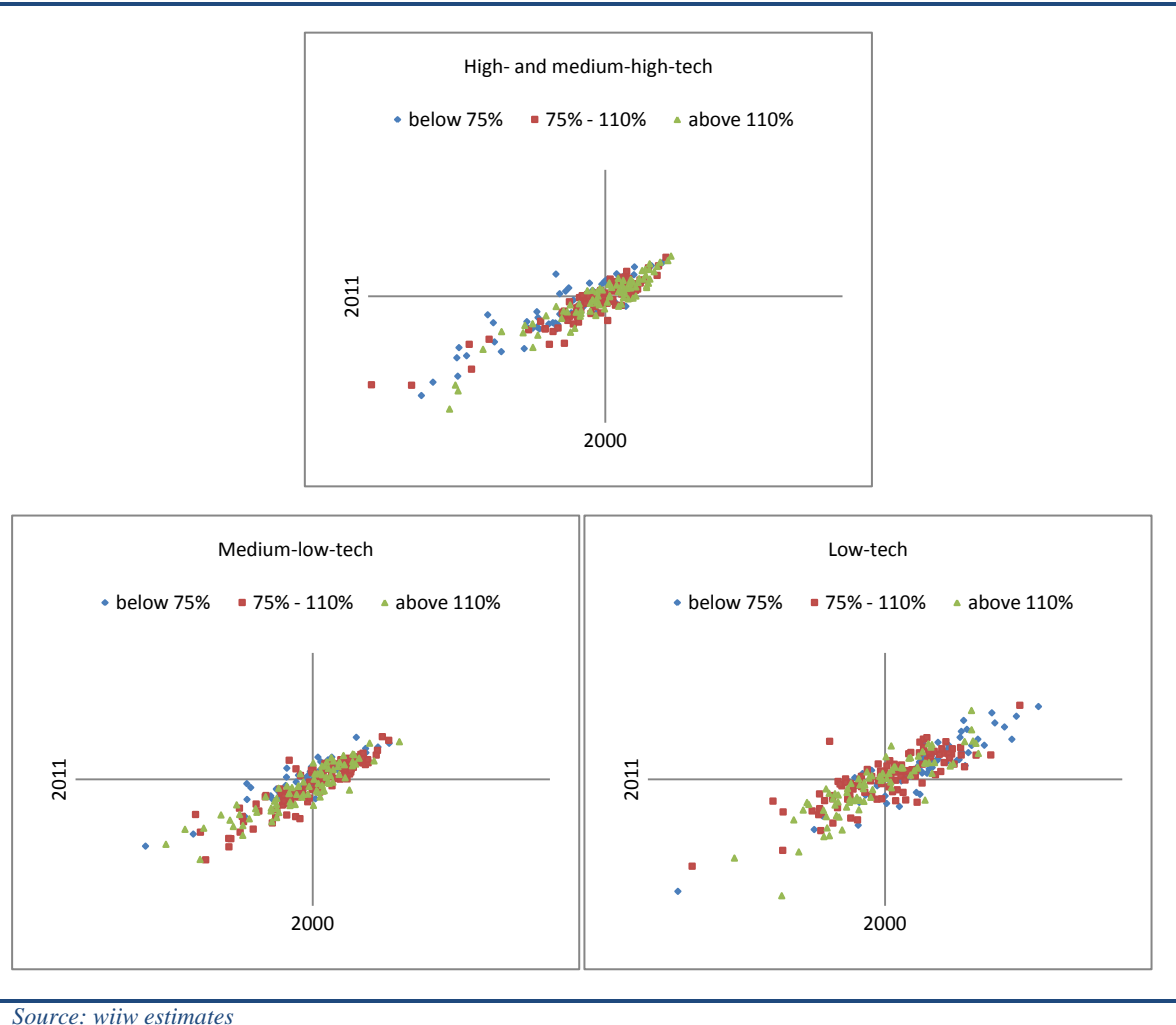 High- and medium-high-tech
below 75% 75% - 110% above 110%
2011
2000
Medium-low-tech
below 75% 75% - 110% above 110%
2011
2000
Low-tech
below 75% 75% - 110% above 110%
2011
2000
Source: wiiw estimates